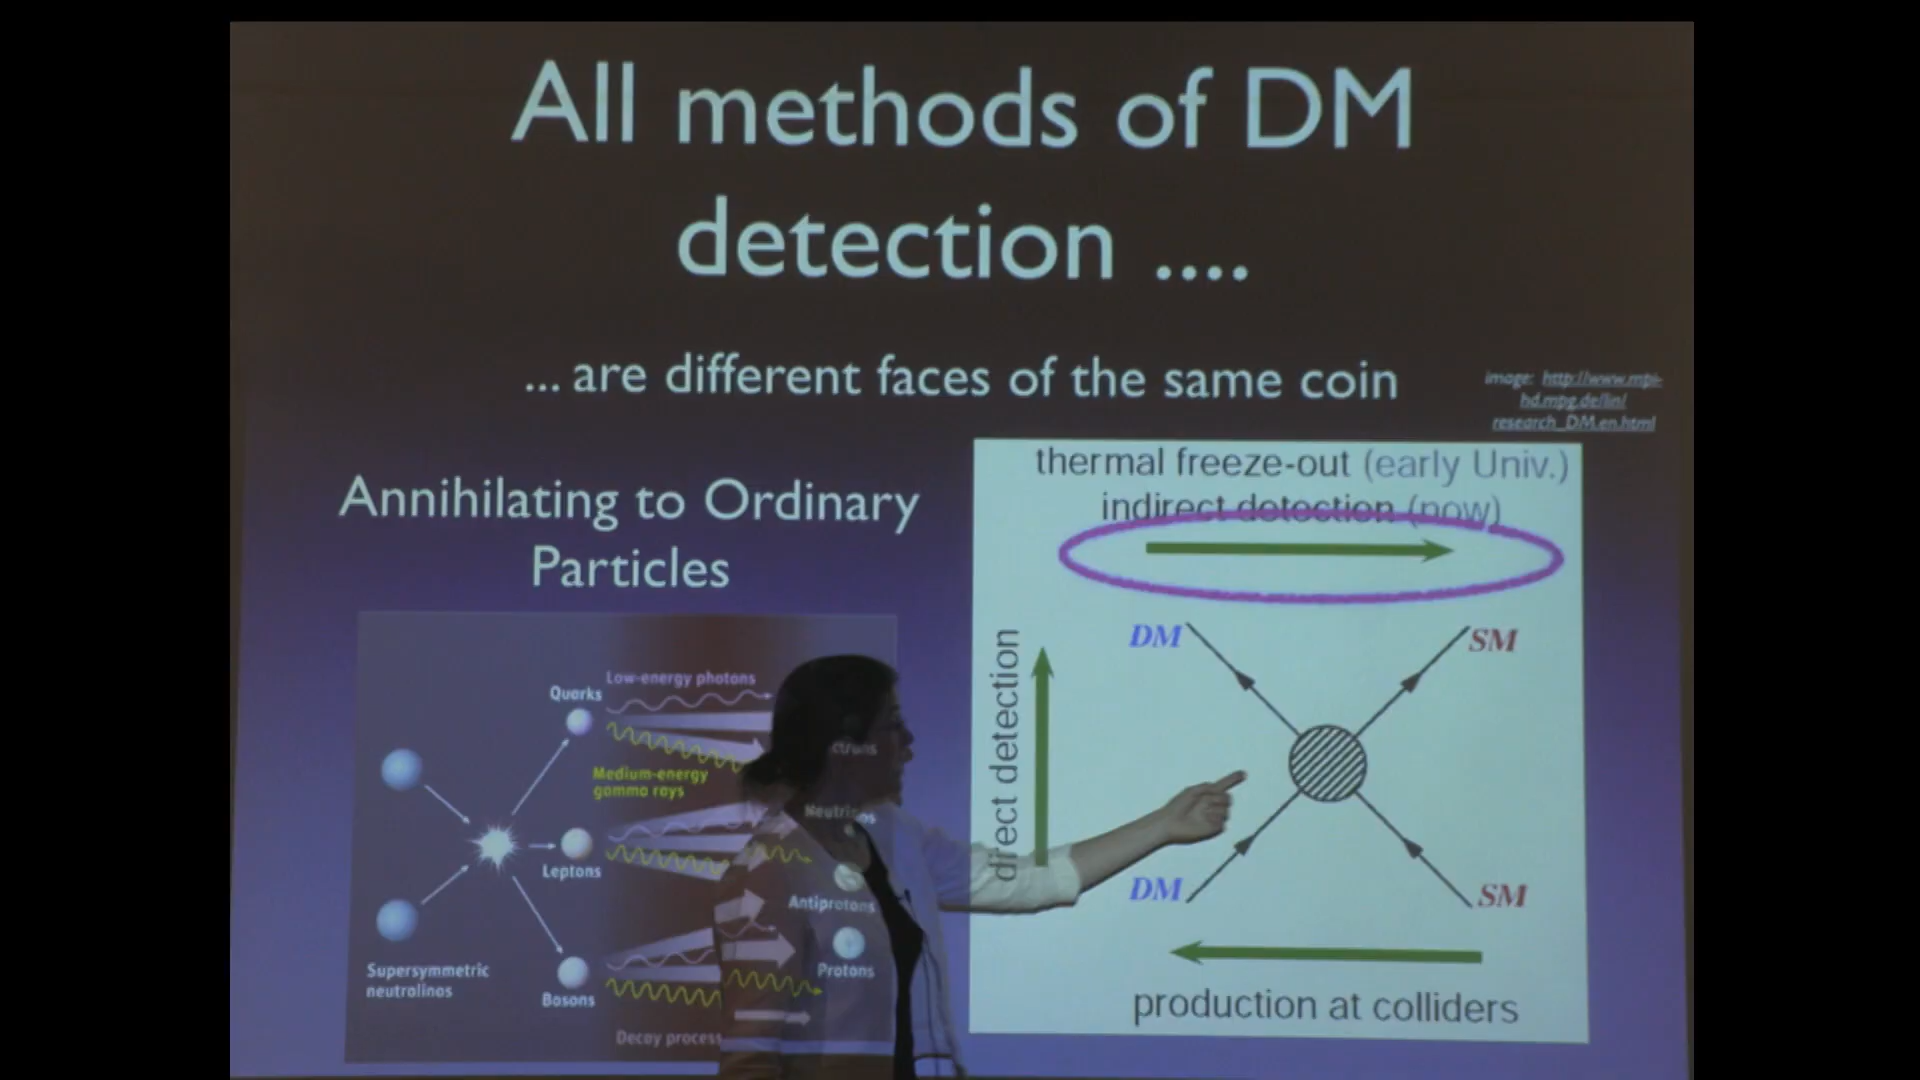 All methods of DM
detection ....
... are different faces of the same coin
image: http://www.mpi-
hd.mpg.de/lin/
research_DM.en.html
Annihilating to Ordinary
Particles
Quarks
Low-energy photons
Medium-energy
gamma rays
Leptons
Supersymmetric
neutralinos
Bosons
Decay process
Antiprotons
Protons
thermal freeze-out (early Univ.)
indirect detection (now)
direct detection
DM
SM
DM
SM
production at colliders